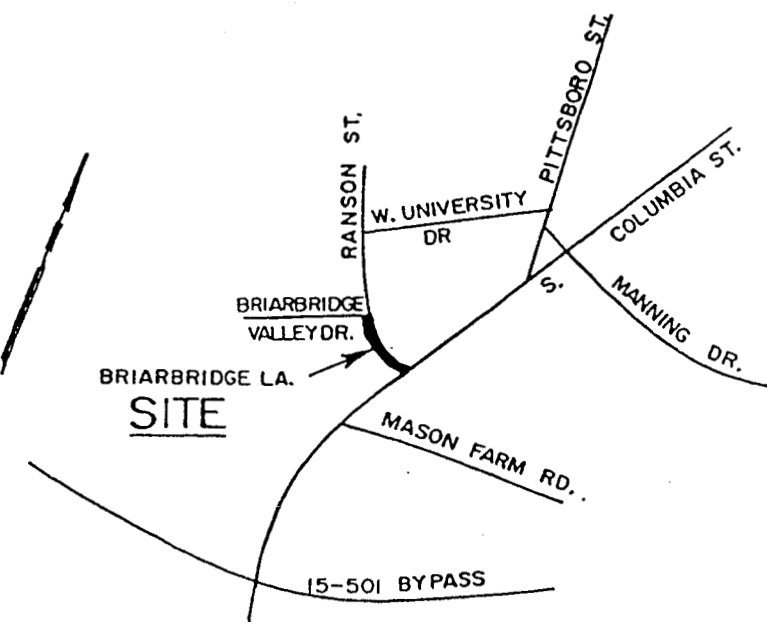 PITTSBORO ST.
RANSON ST.
COLUMBIA ST.
S.
W. UNIVERSITY
DR
MANNING DR.
BRIARBRIDGE
VALLEY DR.
BRIARBRIDGE LA.
SITE
MASON FARM RD.
15-501 BYPASS